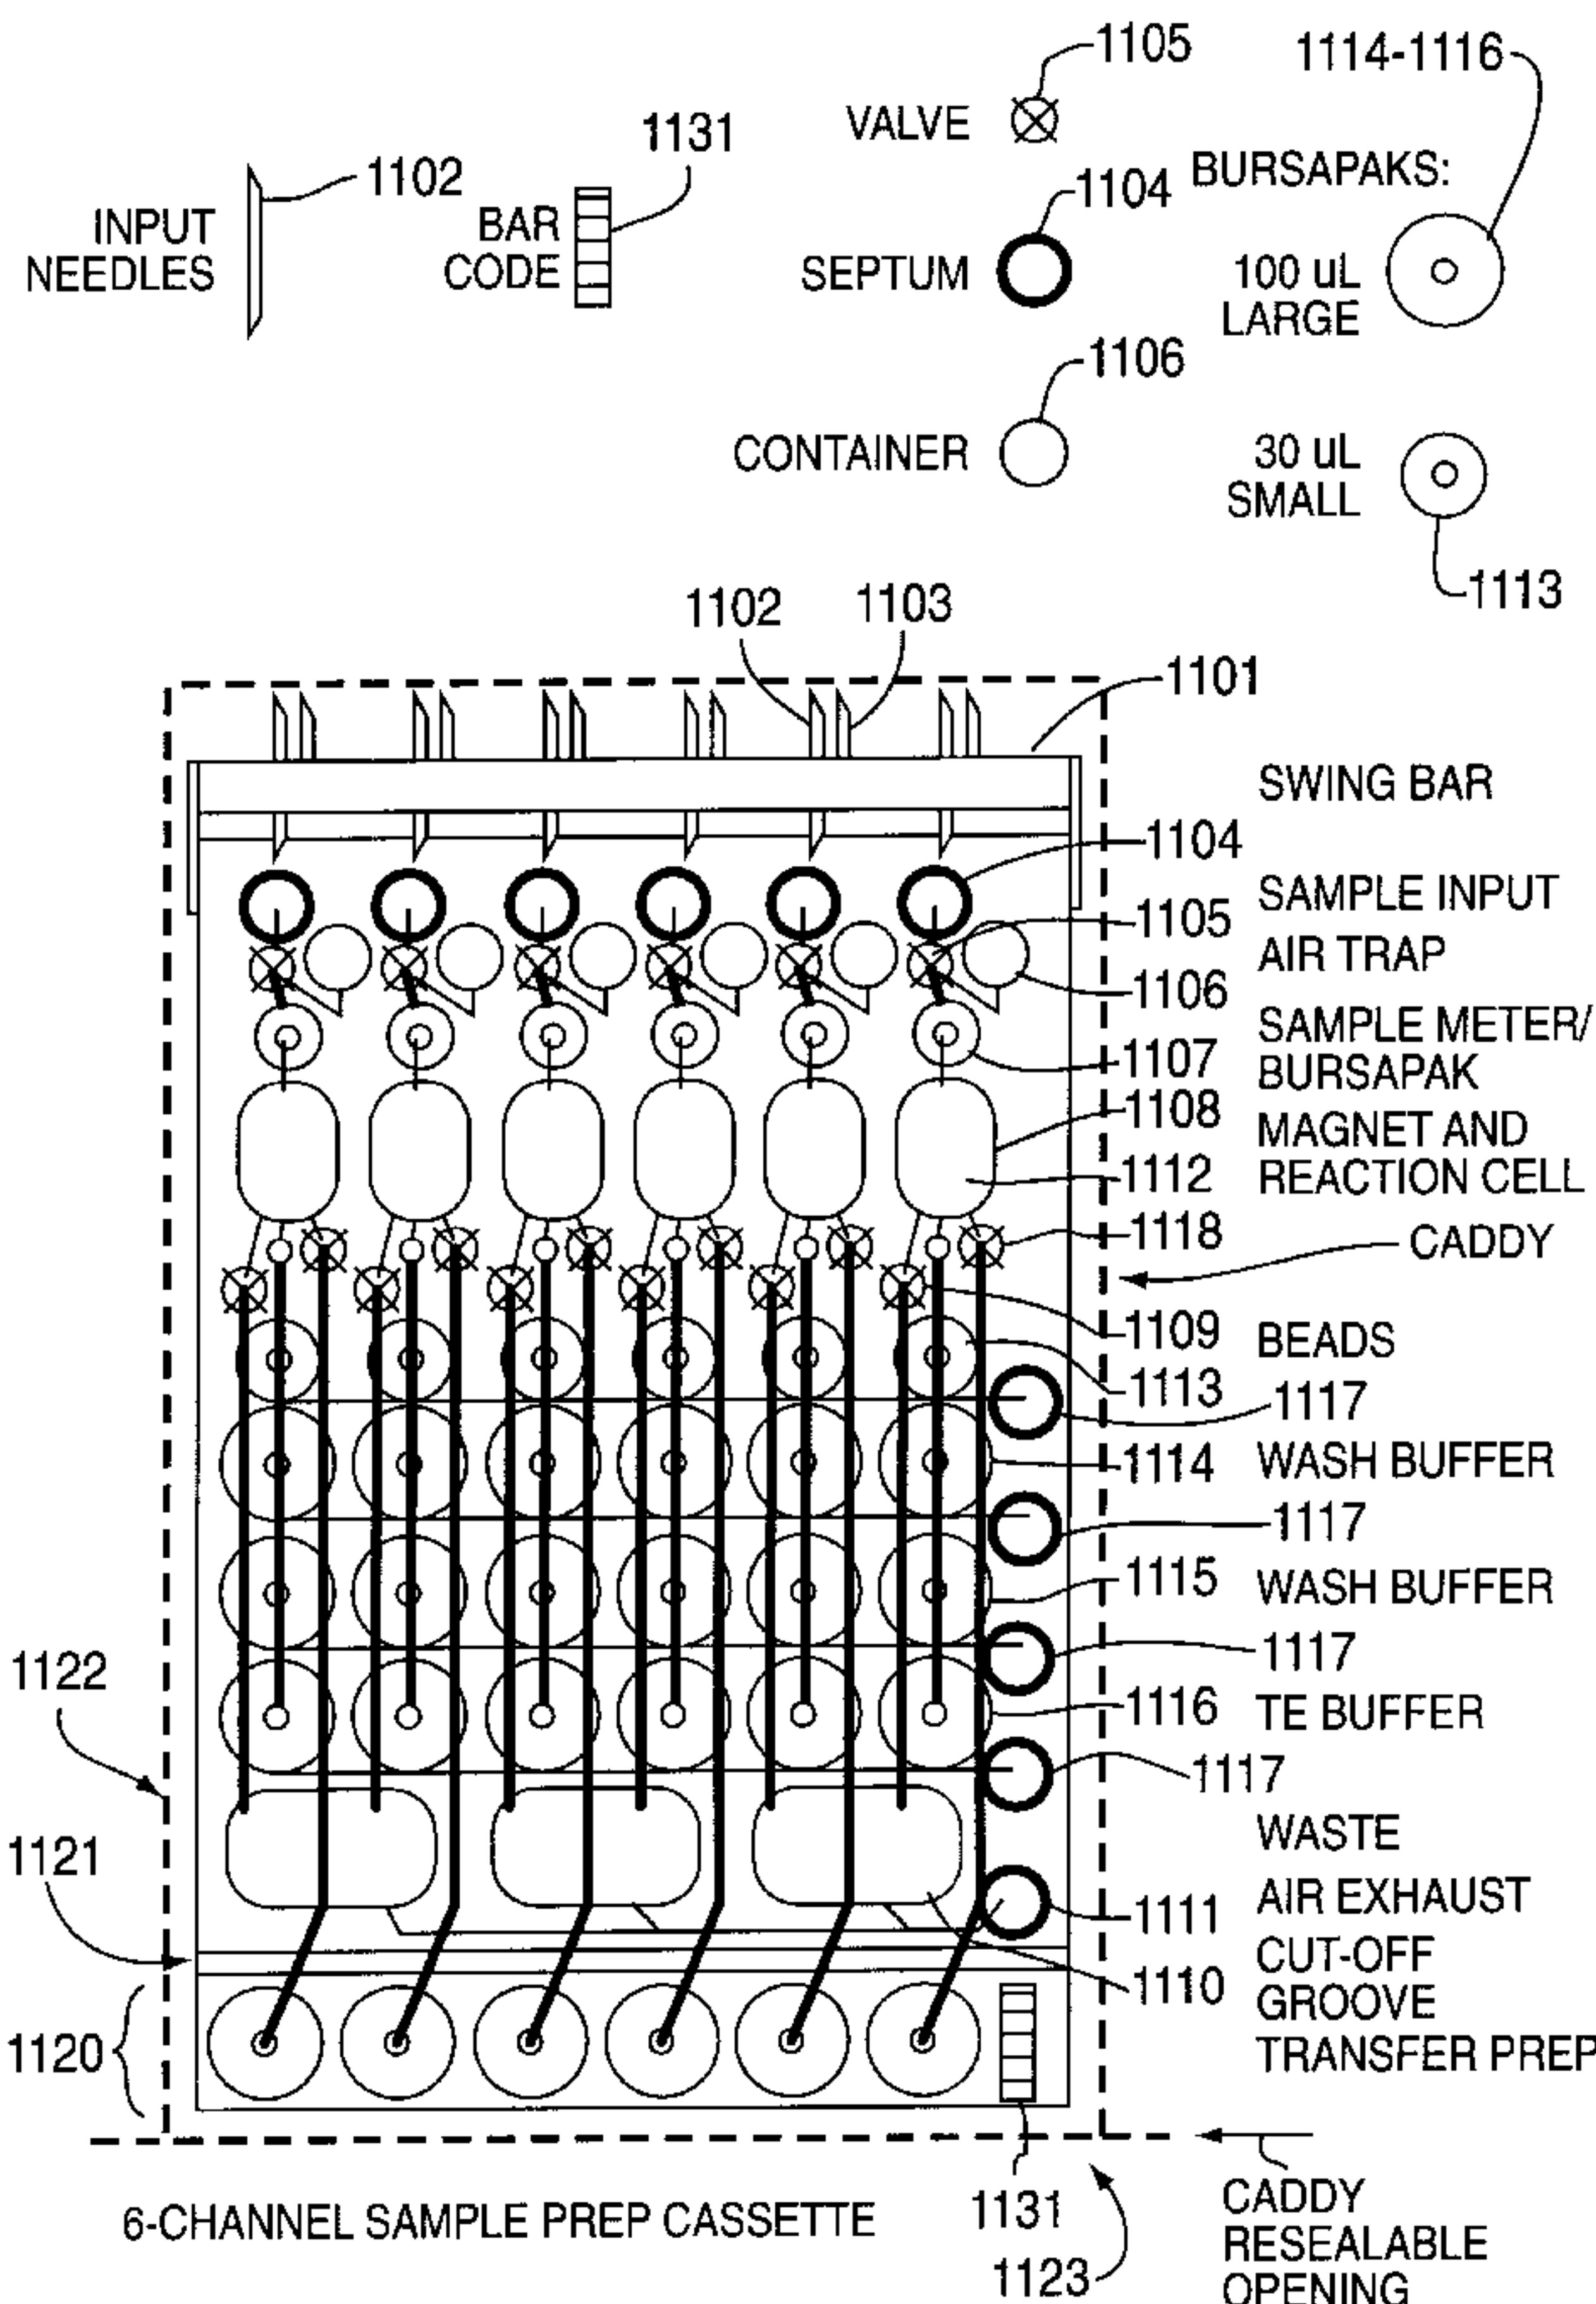 1105
1114-1116
VALVE
1131
BURSAPAKS:
1102
1104
INPUT
NEEDLES
BAR
CODE
SEPTUM
100 uL
LARGE
1106
CONTAINER
30 uL
SMALL
1113
1102
1103
1101
SWING BAR
1104
SAMPLE INPUT
1105
AIR TRAP
1106
SAMPLE METER/
BURSAPAK
1107
1108
MAGNET AND
REACTION CELL
1112
1118
CADDY
1109
BEADS
1113
1117
1114
WASH BUFFER
1117
1115
WASH BUFFER
1117
1122
1116
TE BUFFER
1117
WASTE
1121
AIR EXHAUST
1111
CUT-OFF
GROOVE
1110
1120
TRANSFER PREP
6-CHANNEL SAMPLE PREP CASSETTE
1131
1123
CADDY
RESEALABLE
OPENING